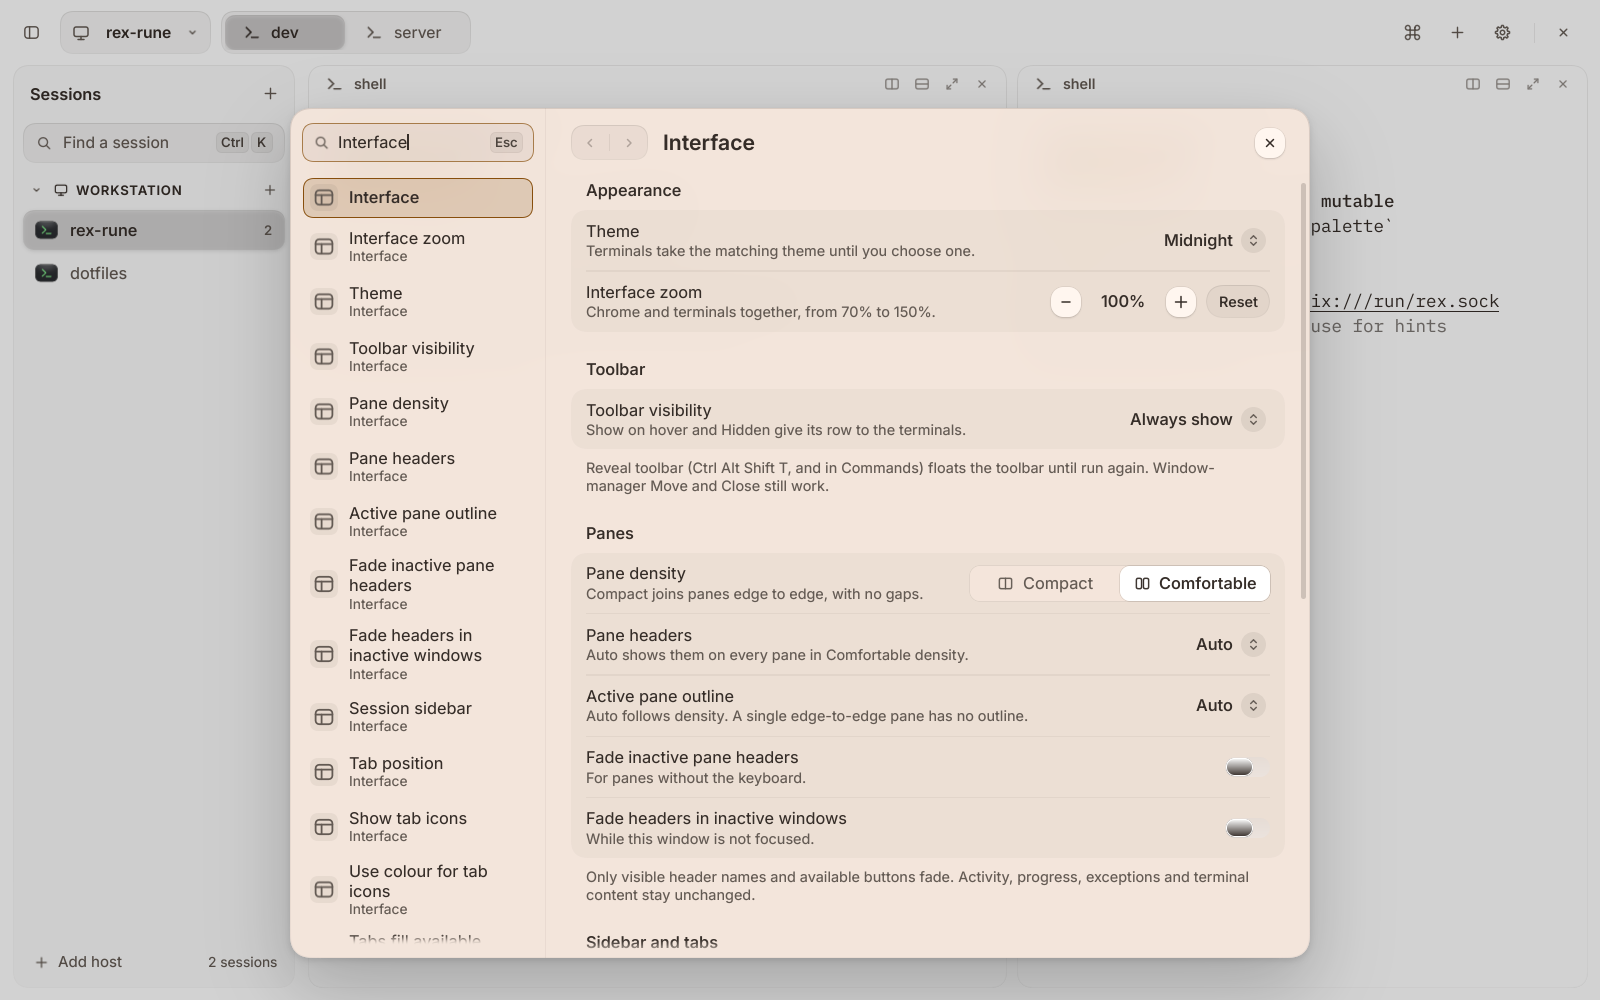 rex-rune
dev
server
Sessions
Find a session
Ctrl K
WORKSTATION
rex-rune
2
dotfiles
Add host
2 sessions
shell
shell
mutable
palette`
ix:///run/rex.sock
use for hints
Interface
Esc
Interface
Interface zoom
Interface
Theme
Interface
Toolbar visibility
Interface
Pane density
Interface
Pane headers
Interface
Active pane outline
Interface
Fade inactive pane
headers
Interface
Fade headers in
inactive windows
Interface
Session sidebar
Interface
Tab position
Interface
Show tab icons
Interface
Use colour for tab
icons
Interface
Tabs fill available
Interface
Appearance
Theme
Terminals take the matching theme until you choose one.
Midnight
Interface zoom
Chrome and terminals together, from 70% to 150%.
100%
Reset
Toolbar
Toolbar visibility
Show on hover and Hidden give its row to the terminals.
Always show
Reveal toolbar (Ctrl Alt Shift T, and in Commands) floats the toolbar until run again. Window-
manager Move and Close still work.
Panes
Pane density
Compact joins panes edge to edge, with no gaps.
Compact
Comfortable
Pane headers
Auto shows them on every pane in Comfortable density.
Auto
Active pane outline
Auto follows density. A single edge-to-edge pane has no outline.
Auto
Fade inactive pane headers
For panes without the keyboard.
Fade headers in inactive windows
While this window is not focused.
Only visible header names and available buttons fade. Activity, progress, exceptions and terminal
content stay unchanged.
Sidebar and tabs